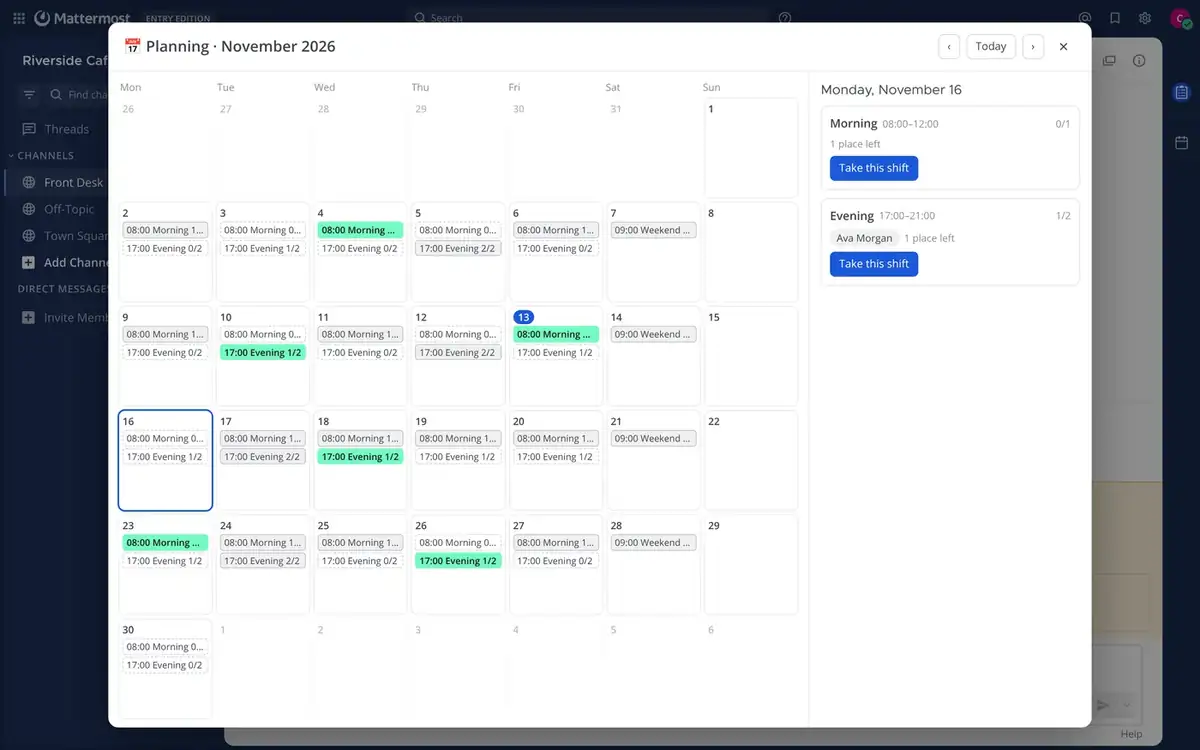 Mattermost ENTRY EDITION
Search
Riverside Caf
Find cha
Threads
CHANNELS
Front Desk
Off-Topic
Town Squar
Add Channe
DIRECT MESSAGES
Invite Memb
📅 Planning · November 2026
‹ Today › ×
Mon Tue Wed Thu Fri Sat Sun
26 27 28 29 30 31 1
2 3 4 5 6 7 8
08:00 Morning 1... 08:00 Morning 0... 08:00 Morning ... 08:00 Morning 0... 08:00 Morning 1... 09:00 Weekend ...
17:00 Evening 0/2 17:00 Evening 1/2 17:00 Evening 0/2 17:00 Evening 2/2 17:00 Evening 0/2
9 10 11 12 13 14 15
08:00 Morning 1... 08:00 Morning 0... 08:00 Morning 1... 08:00 Morning 0... 08:00 Morning ... 09:00 Weekend ...
17:00 Evening 0/2 17:00 Evening 1/2 17:00 Evening 0/2 17:00 Evening 2/2 17:00 Evening 1/2
16 17 18 19 20 21 22
08:00 Morning 0... 08:00 Morning 1... 08:00 Morning 1... 08:00 Morning 1... 08:00 Morning 1... 09:00 Weekend ...
17:00 Evening 1/2 17:00 Evening 2/2 17:00 Evening 1/2 17:00 Evening 1/2 17:00 Evening 1/2
23 24 25 26 27 28 29
08:00 Morning ... 08:00 Morning 1... 08:00 Morning 1... 08:00 Morning 0... 08:00 Morning 1... 09:00 Weekend ...
17:00 Evening 1/2 17:00 Evening 2/2 17:00 Evening 0/2 17:00 Evening 1/2 17:00 Evening 0/2
30 1 2 3 4 5 6
08:00 Morning 0...
17:00 Evening 0/2
Monday, November 16
Morning 08:00–12:00 0/1
1 place left
Take this shift
Evening 17:00–21:00 1/2
Ava Morgan 1 place left
Take this shift
C
Help